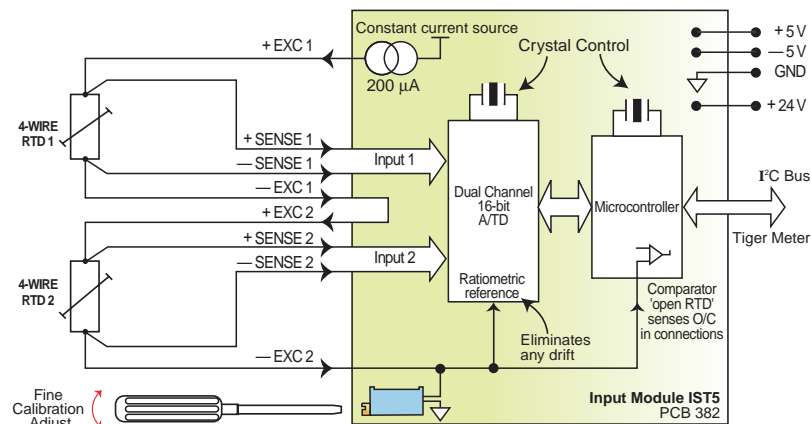 Constant current source
+ EXC 1
200 µA
Crystal Control
+ 5 V
— 5 V
GND
+ 24 V
4-WIRE
RTD 1
+ SENSE 1
— SENSE 1
Input 1
— EXC 1
+ EXC 2
+ SENSE 2
— SENSE 2
Input 2
4-WIRE
RTD 2
— EXC 2
Dual Channel
16-bit
A/TD
Ratiometric
reference
Microcontroller
I²C Bus
Tiger Meter
Eliminates
any drift
Comparator
'open RTD'
senses O/C
in connections
Fine
Calibration
Adjust
Input Module IST5
PCB 382